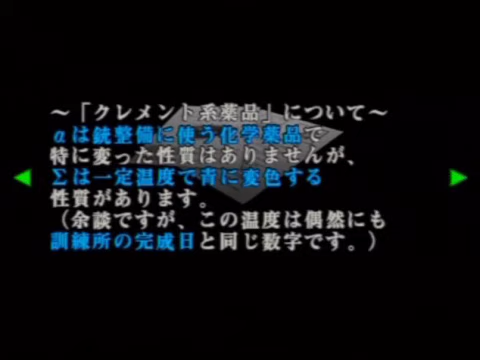 ～「クレメント系薬品」について～
αは銃整備に使う化学薬品で
特に変った性質はありませんが、
Σは一定温度で青に変色する
性質があります。
（余談ですが、この温度は偶然にも
訓練所の完成日と同じ数字です。）